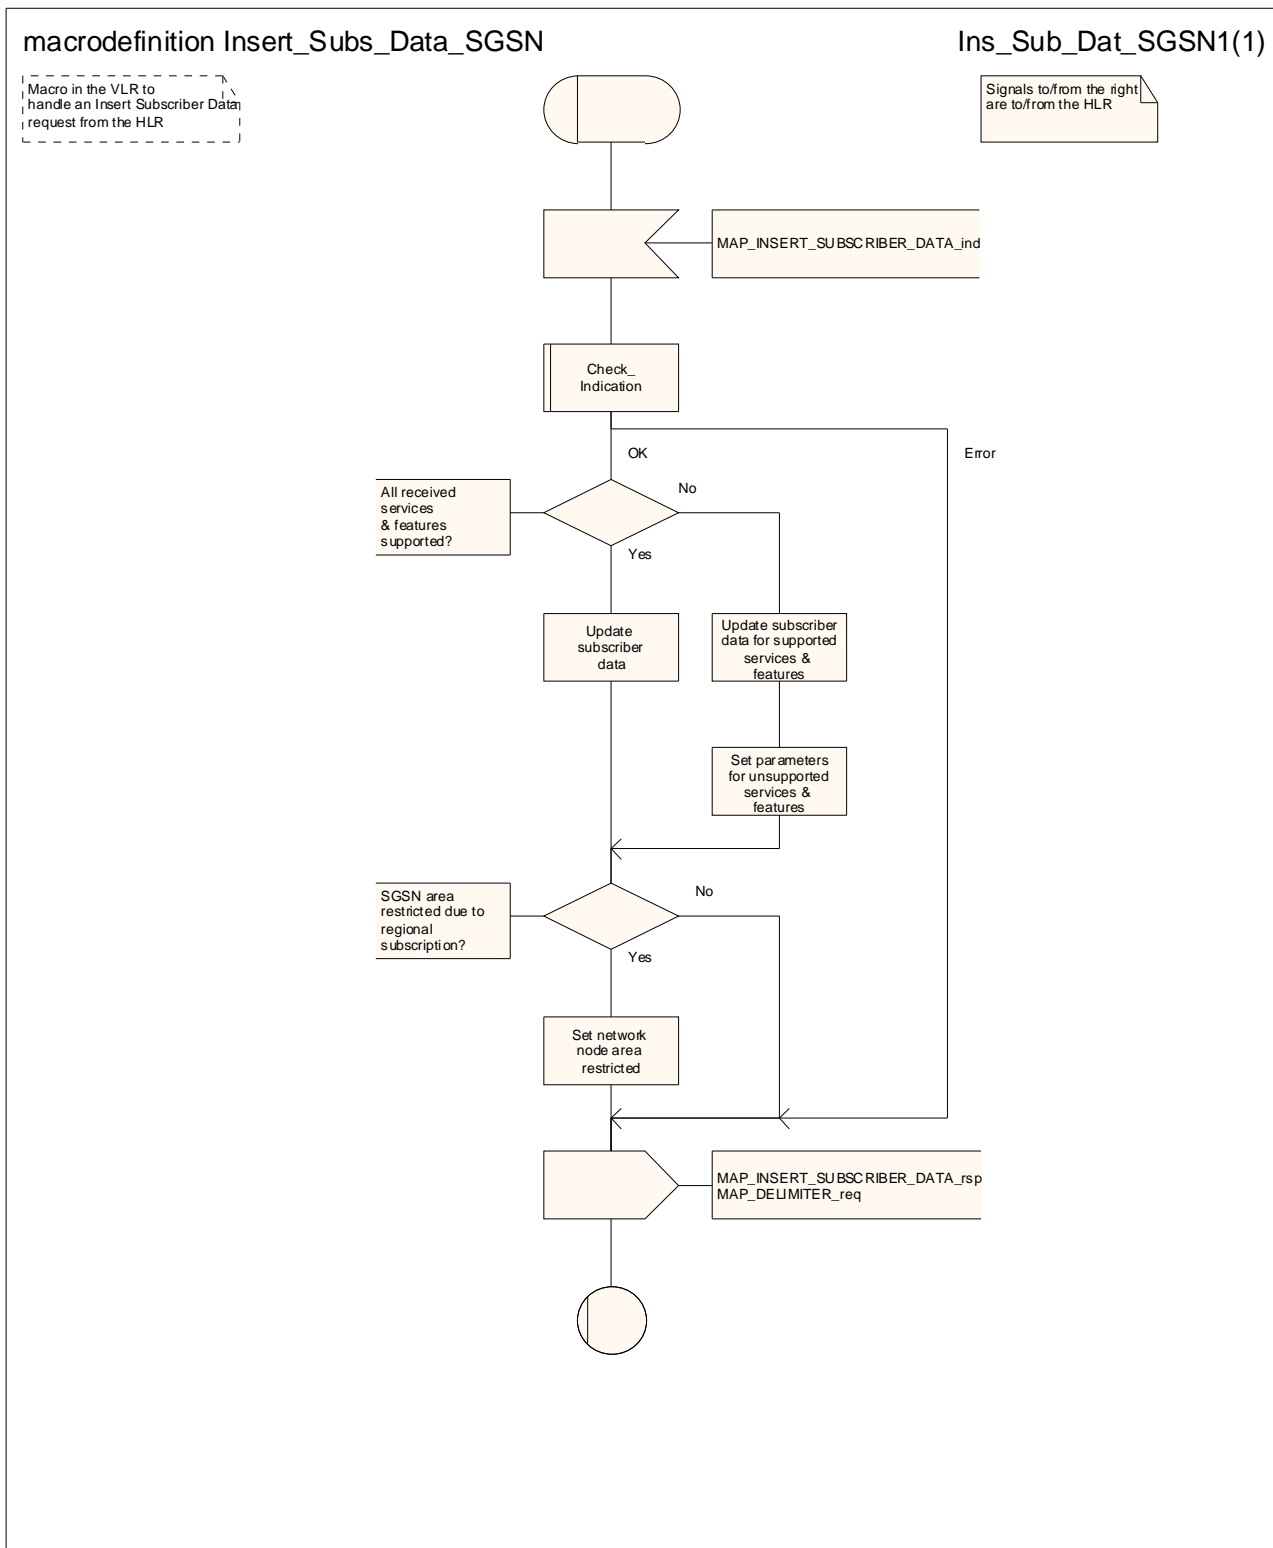 macrodefinition Insert_Subs_Data_SGSN
Ins_Sub_Dat_SGSN1(1)
Macro in the VLR to
handle an Insert Subscriber Data
request from the HLR
Signals to/from the right
are to/from the HLR
MAP_INSERT_SUBSCRIBER_DATA_ind
Check_
Indication
OK
Error
All received
services
& features
supported?
No
Yes
Update
subscriber
data
Update subscriber
data for supported
services &
features
Set parameters
for unsupported
services &
features
SGSN area
restricted due to
regional
subscription?
No
Yes
Set network
node area
restricted
MAP_INSERT_SUBSCRIBER_DATA_rsp
MAP_DELIMITER_req